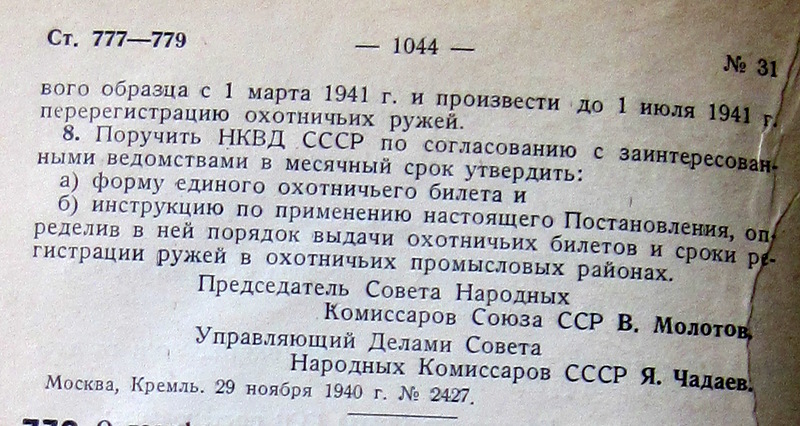 Ст. 777—779
— 1044 —
№ 31
вого образца с 1 марта 1941 г. и произвести до 1 июля 1941 г.
перерегистрацию охотничьих ружей.
8. Поручить НКВД СССР по согласованию с заинтересован-
ными ведомствами в месячный срок утвердить:
а) форму единого охотничьего билета и
б) инструкцию по применению настоящего Постановления, оп-
ределив в ней порядок выдачи охотничьих билетов и сроки ре-
гистрации ружей в охотничьих промысловых районах.
Председатель Совета Народных
Комиссаров Союза ССР В. Молотов.
Управляющий Делами Совета
Народных Комиссаров СССР Я. Чадаев.
Москва, Кремль. 29 ноября 1940 г. № 2427.